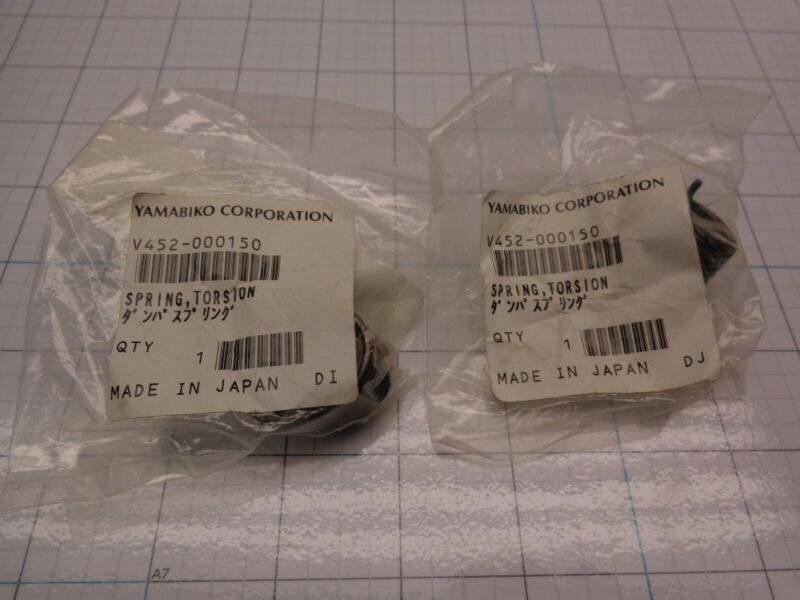 YAMABIKO CORPORATION
V452-000150
SPRING,TORSION
ダンパスプリング
QTY 1
MADE IN JAPAN DI
YAMABIKO CORPORATION
V452-000150
SPRING,TORSION
ダンパスプリング
QTY 1
MADE IN JAPAN DJ
A7